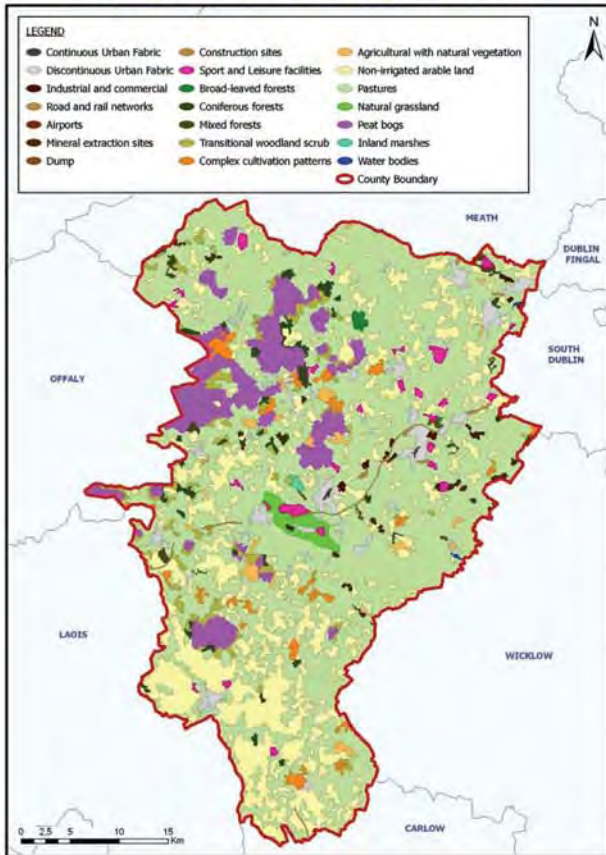 LEGEND
Continuous Urban Fabric
Discontinuous Urban Fabric
Industrial and commercial
Road and rail networks
Airports
Mineral extraction sites
Dump
Construction sites
Sport and Leisure facilities
Broad-leaved forests
Coniferous forests
Mixed forests
Transitional woodland scrub
Complex cultivation patterns
Agricultural with natural vegetation
Non-irrigated arable land
Pastures
Natural grassland
Peat bogs
Inland marshes
Water bodies
County Boundary
N
MEATH
DUBLIN
FINGAL
SOUTH
DUBLIN
OFFALY
LAOIS
WICKLOW
CARLOW
0 2.5 5 10 15
Km